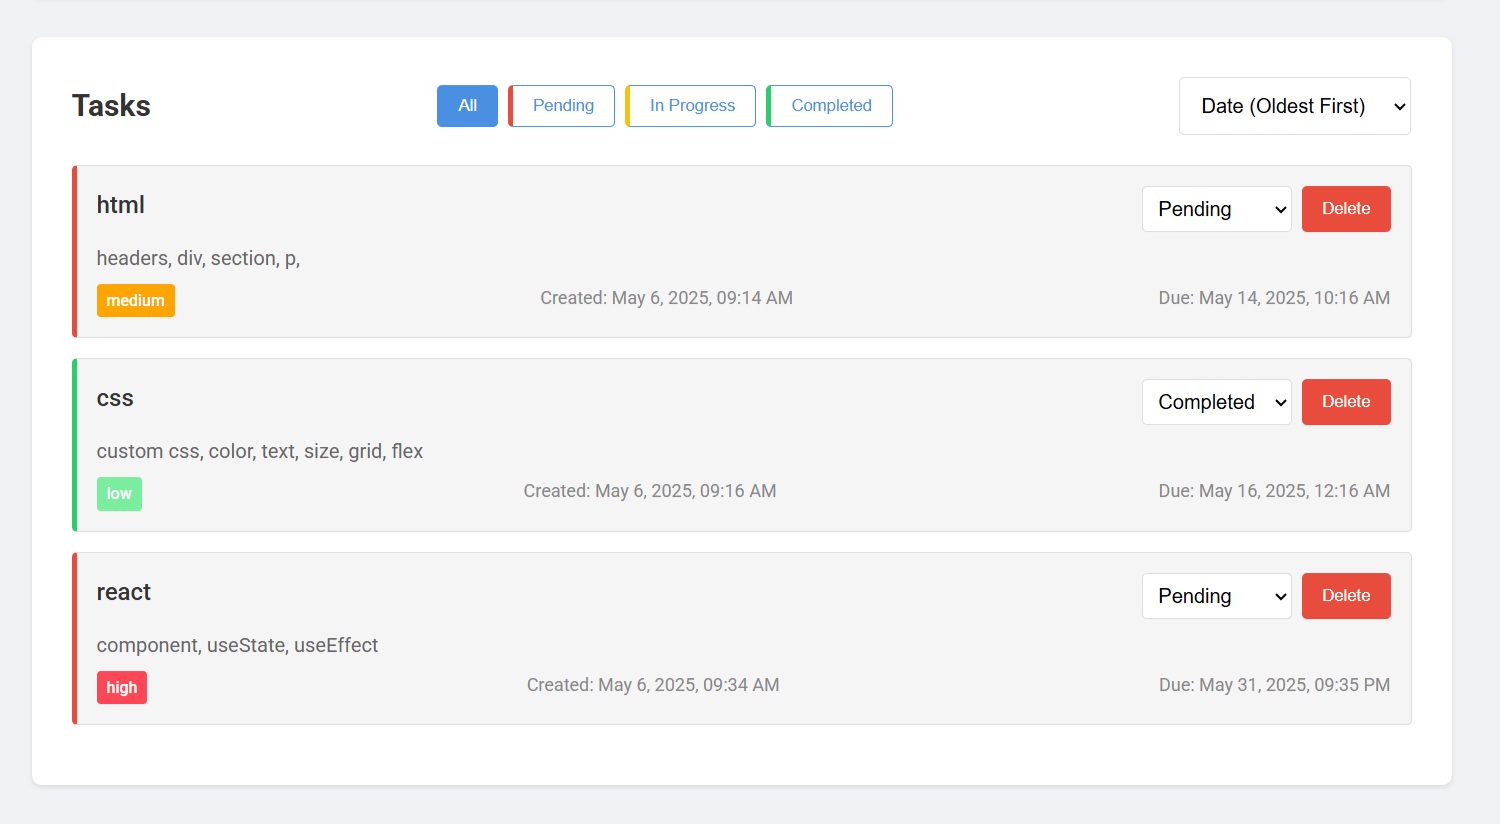 Tasks
All
Pending
In Progress
Completed
Date (Oldest First)
html
Pending
Delete
headers, div, section, p,
medium
Created: May 6, 2025, 09:14 AM
Due: May 14, 2025, 10:16 AM
css
Completed
Delete
custom css, color, text, size, grid, flex
low
Created: May 6, 2025, 09:16 AM
Due: May 16, 2025, 12:16 AM
react
Pending
Delete
component, useState, useEffect
high
Created: May 6, 2025, 09:34 AM
Due: May 31, 2025, 09:35 PM